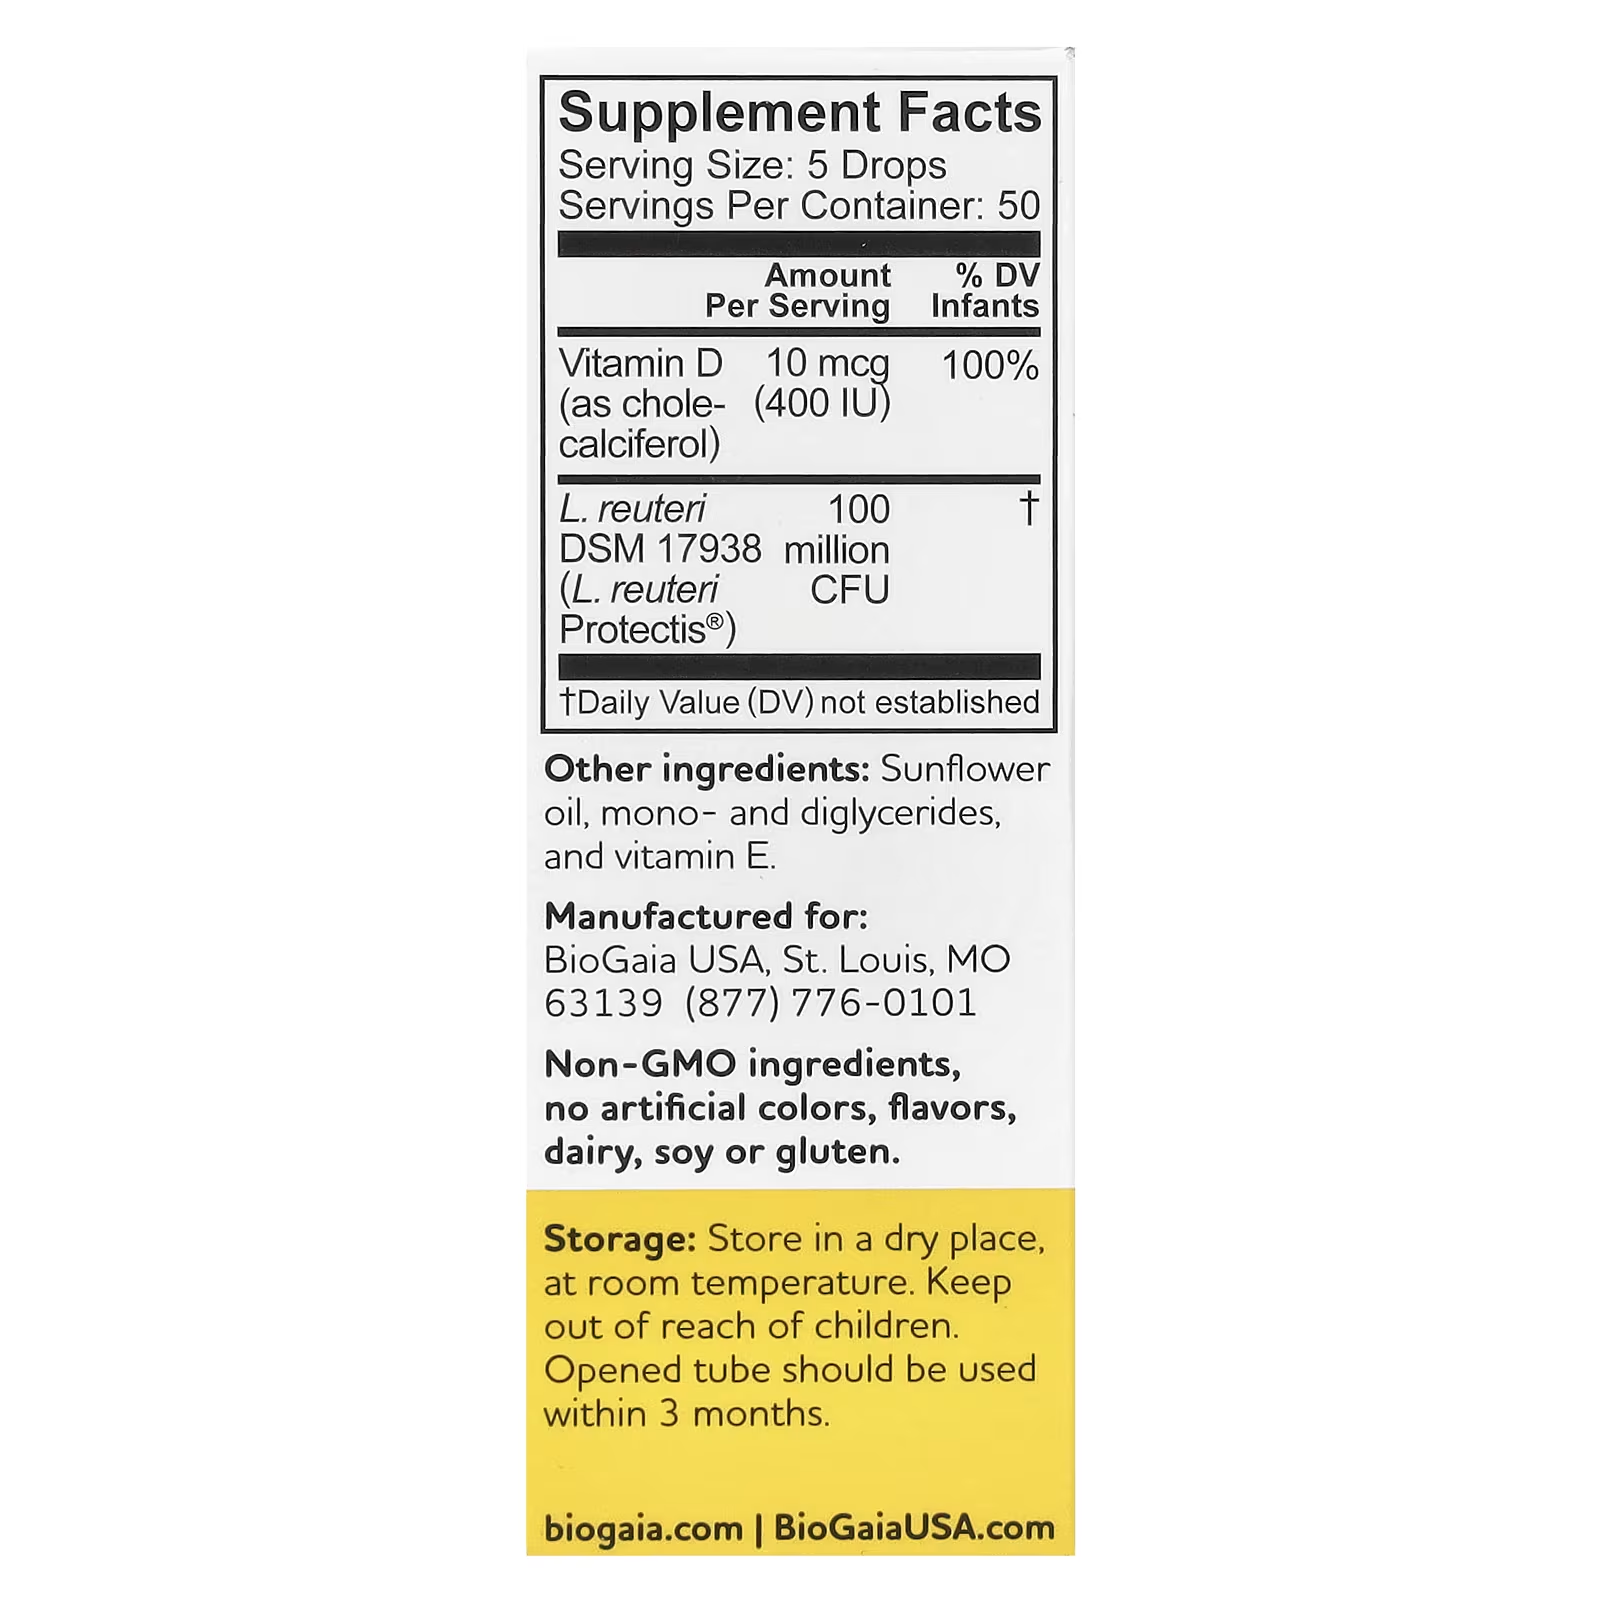 Supplement Facts
Serving Size: 5 Drops
Servings Per Container: 50
Amount % DV
Per Serving Infants
Vitamin D 10 mcg 100%
(as chole- (400 IU)
calciferol)
L. reuteri 100 †
DSM 17938 million
(L. reuteri CFU
Protectis®)
†Daily Value (DV) not established
Other ingredients: Sunflower
oil, mono- and diglycerides,
and vitamin E.
Manufactured for:
BioGaia USA, St. Louis, MO
63139 (877) 776-0101
Non-GMO ingredients,
no artificial colors, flavors,
dairy, soy or gluten.
Storage: Store in a dry place,
at room temperature. Keep
out of reach of children.
Opened tube should be used
within 3 months.
biogaia.com | BioGaiaUSA.com